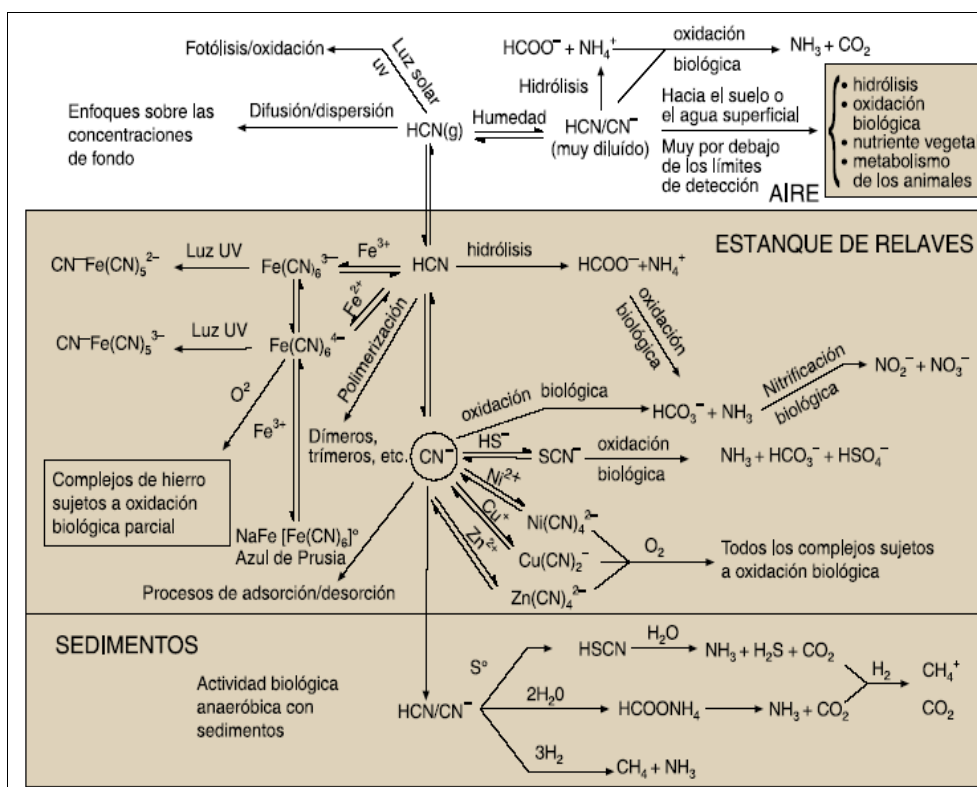 Fotólisis/oxidación
Luz solar
uv
HCOO⁻ + NH₄⁺
oxidación
biológica
NH₃ + CO₂
Hidrólisis
Enfoques sobre las
concentraciones
de fondo
Difusión/dispersión
HCN(g)
Humedad
HCN/CN⁻
(muy diluído)
Hacia el suelo o
el agua superficial
Muy por debajo
de los límites
de detección
• hidrólisis
• oxidación
biológica
• nutriente vegeta
• metabolismo
de los animales
AIRE
ESTANQUE DE RELAVES
CN⁻Fe(CN)₅²⁻
Luz UV
Fe(CN)₆³⁻
Fe³⁺
HCN
hidrólisis
HCOO⁻+NH₄⁺
Fe²⁺
CN⁻Fe(CN)₅³⁻
Luz UV
Fe(CN)₆⁴⁻
Polimerización
oxidación
biológica
O²
Fe³⁺
Dímeros,
trímeros, etc.
CN⁻
oxidación biológica
HCO₃⁻ + NH₃
Nitrificación
biológica
NO₂⁻ + NO₃⁻
HS⁻
SCN⁻
oxidación
biológica
NH₃ + HCO₃⁻ + HSO₄⁻
Complejos de hierro
sujetos a oxidación
biológica parcial
Ni²⁺
Cu⁺
Zn²⁺
Ni(CN)₄²⁻
Cu(CN)₂⁻
Zn(CN)₄²⁻
O₂
Todos los complejos sujetos
a oxidación biológica
NaFe [Fe(CN)₆]°
Azul de Prusia
Procesos de adsorción/desorción
SEDIMENTOS
Actividad biológica
anaeróbica con
sedimentos
HCN/CN⁻
S°
HSCN
H₂O
NH₃ + H₂S + CO₂
H₂
CH₄⁺
CO₂
2H₂0
HCOONH₄
NH₃ + CO₂
3H₂
CH₄ + NH₃